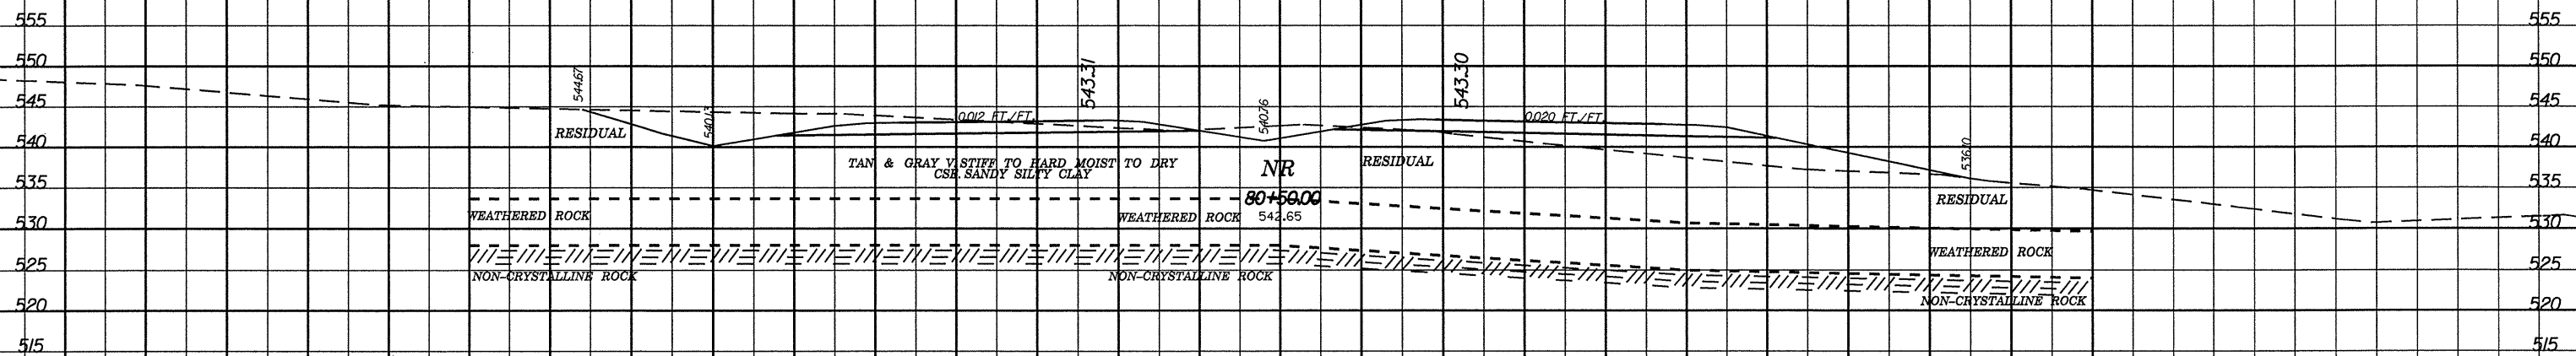 555 555
550 550
545 545
540 540
535 535
530 530
525 525
520 520
515 515
544.67
540.13
543.31
540.76
543.30
536.10
0.012 FT./FT.
0.020 FT./FT.
RESIDUAL
RESIDUAL
RESIDUAL
TAN & GRAY V. STIFF TO HARD MOIST TO DRY
CSE. SANDY SILTY CLAY
NR
80+50.00
542.65
WEATHERED ROCK
WEATHERED ROCK
WEATHERED ROCK
NON-CRYSTALLINE ROCK
NON-CRYSTALLINE ROCK
NON-CRYSTALLINE ROCK